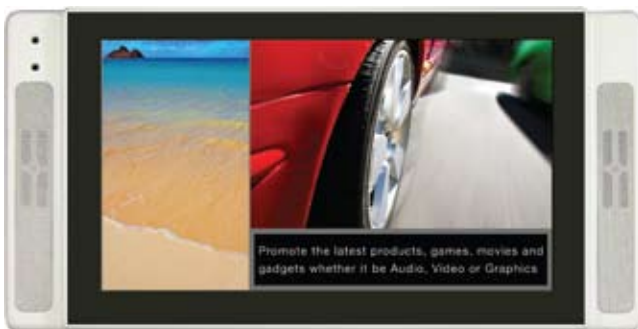 Promote the latest products, games, movies and
gadgets whether it be Audio, Video or Graphics